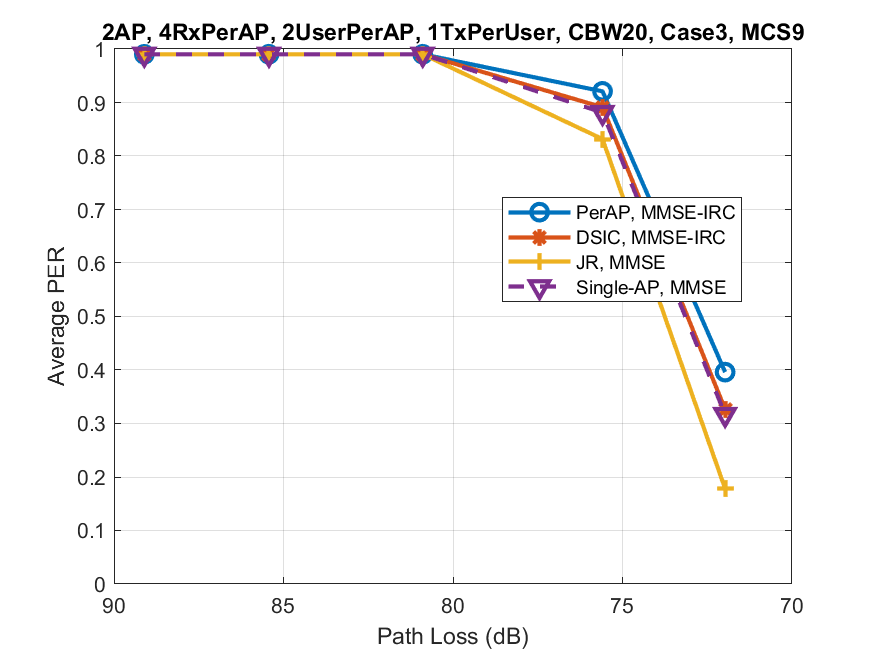 2AP, 4RxPerAP, 2UserPerAP, 1TxPerUser, CBW20, Case3, MCS9
1
0.9
0.8
0.7
0.6
0.5
0.4
0.3
0.2
0.1
0
Average PER
PerAP, MMSE-IRC
DSIC, MMSE-IRC
JR, MMSE
Single-AP, MMSE
90 85 80 75 70
Path Loss (dB)